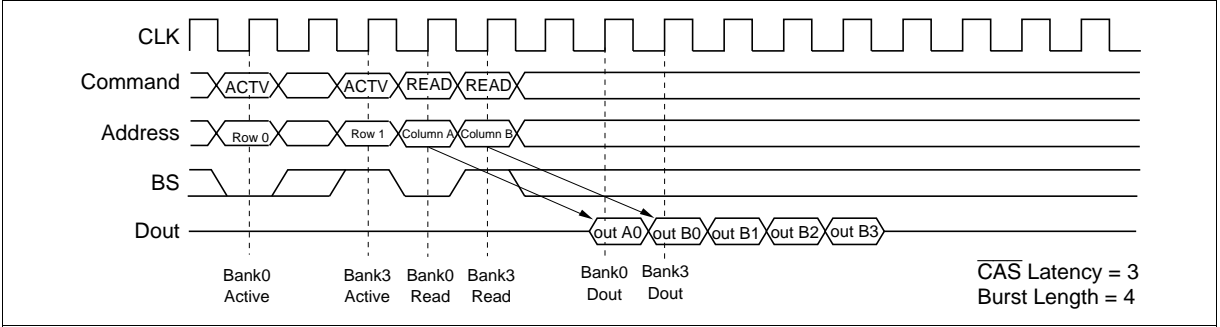 CLK
Command ACTV ACTV READ READ
Address Row 0 Row 1 Column A Column B
BS
Dout out A0 out B0 out B1 out B2 out B3
Bank0 Bank3 Bank0 Bank3 Bank0 Bank3
Active Active Read Read Dout Dout
CAS Latency = 3
Burst Length = 4